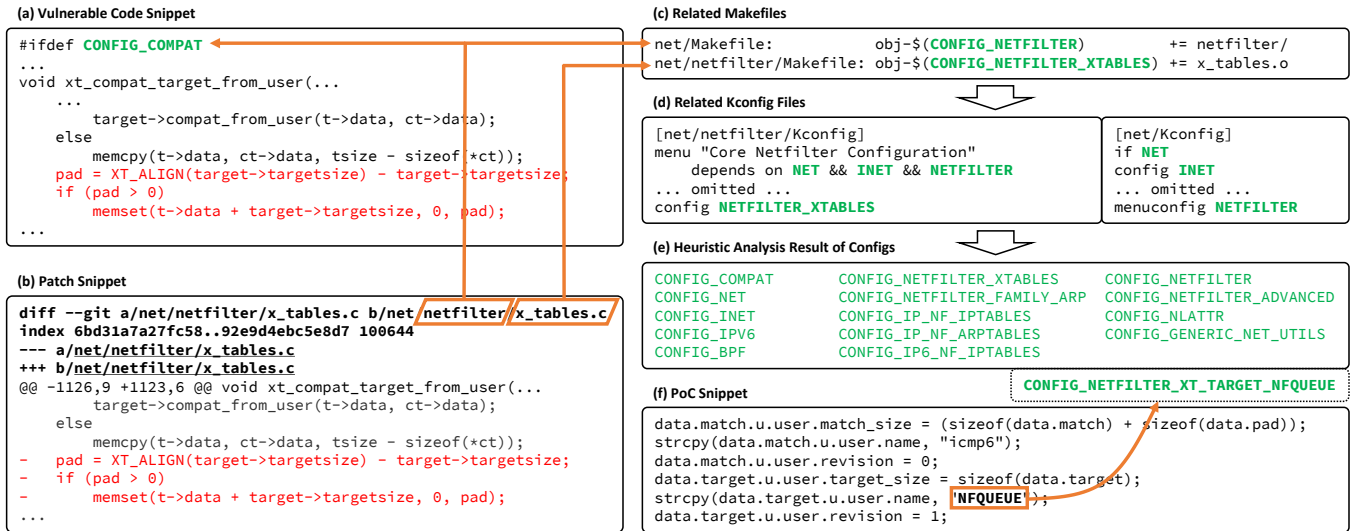 (a) Vulnerable Code Snippet
#ifdef CONFIG_COMPAT
...
void xt_compat_target_from_user(...
...
target->compat_from_user(t->data, ct->data);
else
memcpy(t->data, ct->data, tsize - sizeof(*ct));
pad = XT_ALIGN(target->targetsize) - target->targetsize;
if (pad > 0)
memset(t->data + target->targetsize, 0, pad);
...
(b) Patch Snippet
diff --git a/net/netfilter/x_tables.c b/net/netfilter/x_tables.c
index 6bd31a7a27fc58..92e9d4ebc5e8d7 100644
--- a/net/netfilter/x_tables.c
+++ b/net/netfilter/x_tables.c
@@ -1126,9 +1123,6 @@ void xt_compat_target_from_user(...
target->compat_from_user(t->data, ct->data);
else
memcpy(t->data, ct->data, tsize - sizeof(*ct));
- pad = XT_ALIGN(target->targetsize) - target->targetsize;
- if (pad > 0)
- memset(t->data + target->targetsize, 0, pad);
...
(c) Related Makefiles
net/Makefile: obj-$(CONFIG_NETFILTER) += netfilter/
net/netfilter/Makefile: obj-$(CONFIG_NETFILTER_XTABLES) += x_tables.o
(d) Related Kconfig Files
[net/netfilter/Kconfig]
menu "Core Netfilter Configuration"
depends on NET && INET && NETFILTER
... omitted ...
config NETFILTER_XTABLES
[net/Kconfig]
if NET
config INET
... omitted ...
menuconfig NETFILTER
(e) Heuristic Analysis Result of Configs
CONFIG_COMPAT CONFIG_NETFILTER_XTABLES CONFIG_NETFILTER
CONFIG_NET CONFIG_NETFILTER_FAMILY_ARP CONFIG_NETFILTER_ADVANCED
CONFIG_INET CONFIG_IP_NF_IPTABLES CONFIG_NLATTR
CONFIG_IPV6 CONFIG_IP_NF_ARPTABLES CONFIG_GENERIC_NET_UTILS
CONFIG_BPF CONFIG_IP6_NF_IPTABLES
CONFIG_NETFILTER_XT_TARGET_NFQUEUE
(f) PoC Snippet
data.match.u.user.match_size = (sizeof(data.match) + sizeof(data.pad));
strcpy(data.match.u.user.name, "icmp6");
data.match.u.user.revision = 0;
data.target.u.user.target_size = sizeof(data.target);
strcpy(data.target.u.user.name, "NFQUEUE");
data.target.u.user.revision = 1;